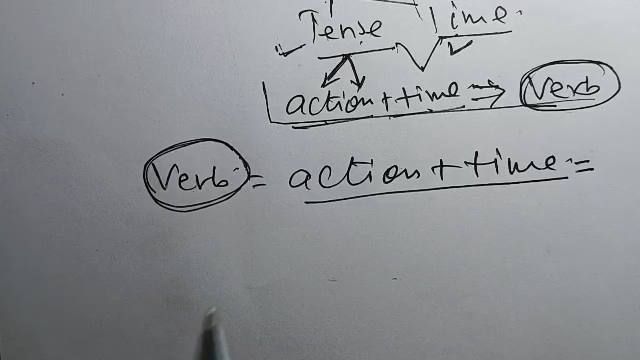 Tense Time
action + time ⇒ Verb
Verb = action + time =